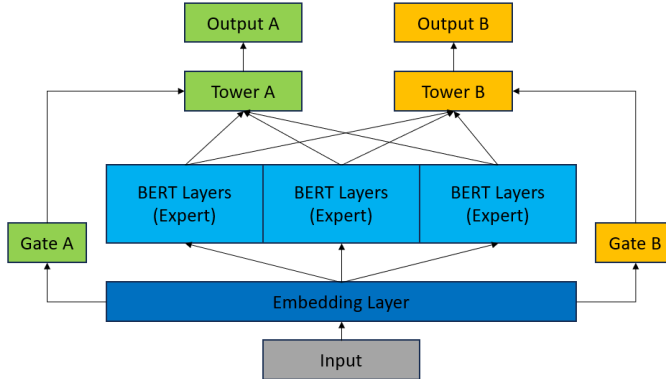 Output A
Output B
Tower A
Tower B
BERT Layers
(Expert)
BERT Layers
(Expert)
BERT Layers
(Expert)
Gate A
Gate B
Embedding Layer
Input